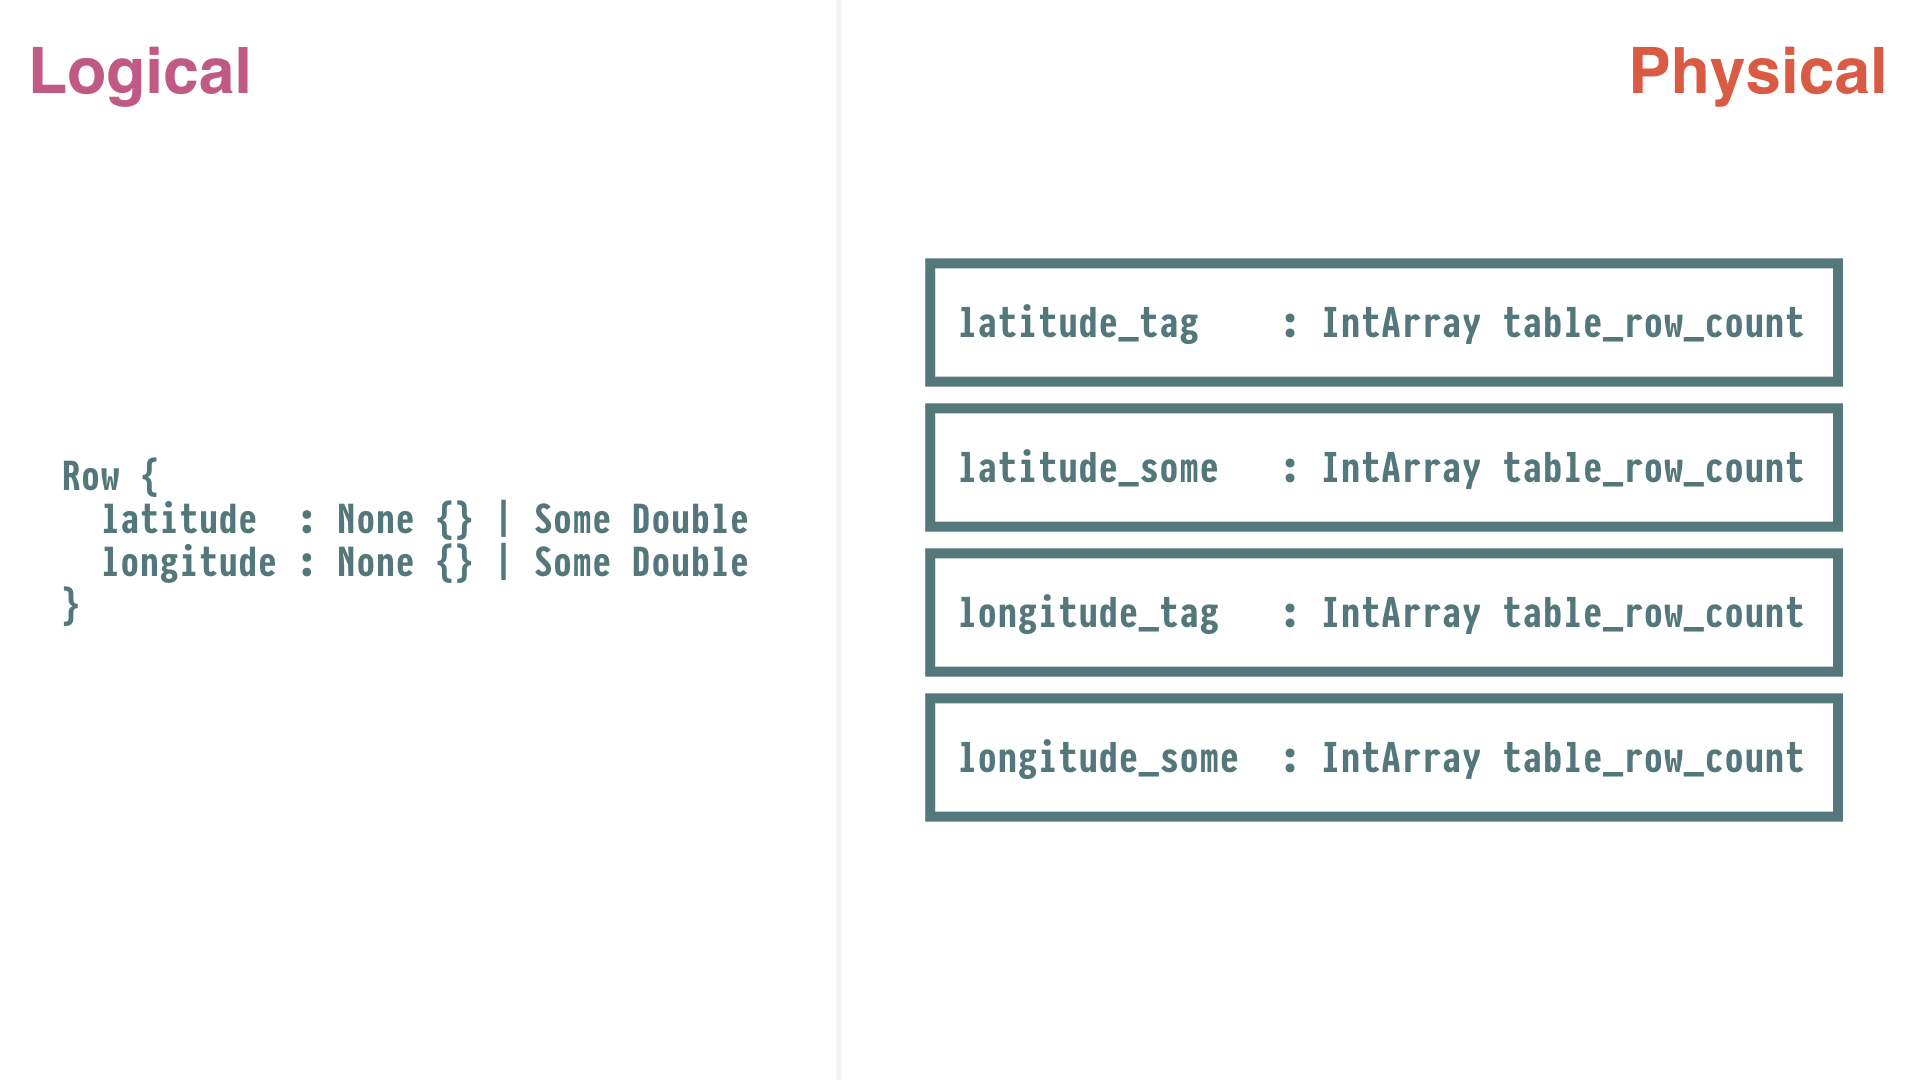 Logical
Physical
Row {
  latitude  : None {} | Some Double
  longitude : None {} | Some Double
}
latitude_tag    : IntArray table_row_count
latitude_some   : IntArray table_row_count
longitude_tag   : IntArray table_row_count
longitude_some  : IntArray table_row_count